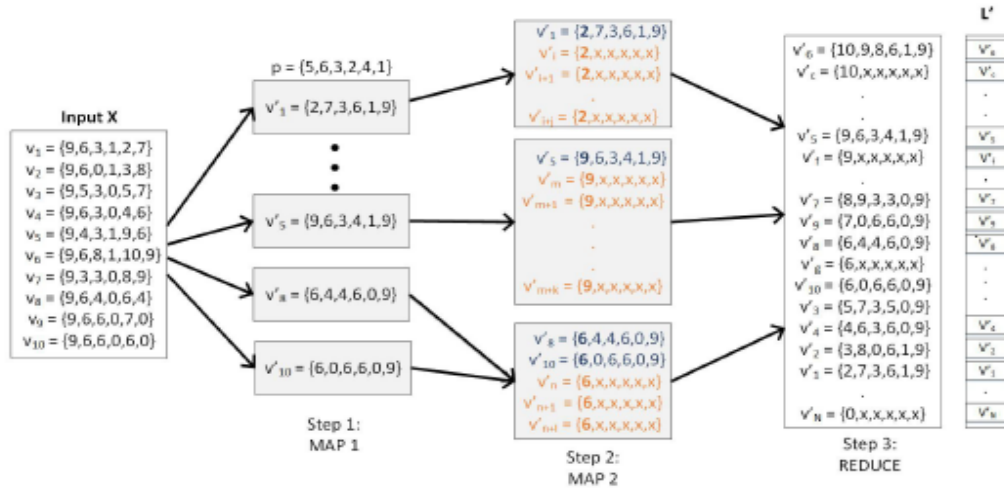 Input X
v₁ = {9,6,3,1,2,7}
v₂ = {9,6,0,1,3,8}
v₃ = {9,5,3,0,5,7}
v₄ = {9,6,3,0,4,6}
v₅ = {9,4,3,1,9,6}
v₆ = {9,6,8,1,10,9}
v₇ = {9,3,3,0,8,9}
v₈ = {9,6,4,0,6,4}
v₉ = {9,6,6,0,7,0}
v₁₀ = {9,6,6,0,6,0}
p = {5,6,3,2,4,1}
v'₁ = {2,7,3,6,1,9}
v'₅ = {9,6,3,4,1,9}
v'₈ = {6,4,4,6,0,9}
v'₁₀ = {6,0,6,6,0,9}
Step 1:
MAP 1
v'₁ = {2,7,3,6,1,9}
v'ᵢ = {2,x,x,x,x,x}
v'ᵢ₊₁ = {2,x,x,x,x,x}
.
v'ᵢ₊ⱼ = {2,x,x,x,x,x}
v'₅ = {9,6,3,4,1,9}
v'ₘ = {9,x,x,x,x,x}
v'ₘ₊₁ = {9,x,x,x,x,x}
.
.
.
v'ₘ₊ₖ = {9,x,x,x,x,x}
v'₈ = {6,4,4,6,0,9}
v'₁₀ = {6,0,6,6,0,9}
v'ₙ = {6,x,x,x,x,x}
v'ₙ₊₁ = {6,x,x,x,x,x}
v'ₙ₊ₗ = {6,x,x,x,x,x}
Step 2:
MAP 2
v'₆ = {10,9,8,6,1,9}
v'c = {10,x,x,x,x,x}
.
.
v'₅ = {9,6,3,4,1,9}
v'f = {9,x,x,x,x,x}
.
v'₇ = {8,9,3,3,0,9}
v'₉ = {7,0,6,6,0,9}
v'₈ = {6,4,4,6,0,9}
v'g = {6,x,x,x,x,x}
v'₁₀ = {6,0,6,6,0,9}
v'₃ = {5,7,3,5,0,9}
v'₄ = {4,6,3,6,0,9}
v'₂ = {3,8,0,6,1,9}
v'₁ = {2,7,3,6,1,9}
.
v'N = {0,x,x,x,x,x}
Step 3:
REDUCE
L'
v'₆
v'c
.
.
v'₅
v'f
.
v'₇
v'₉
v'₈
.
.
v'₄
v'₂
v'₁
.
v'N